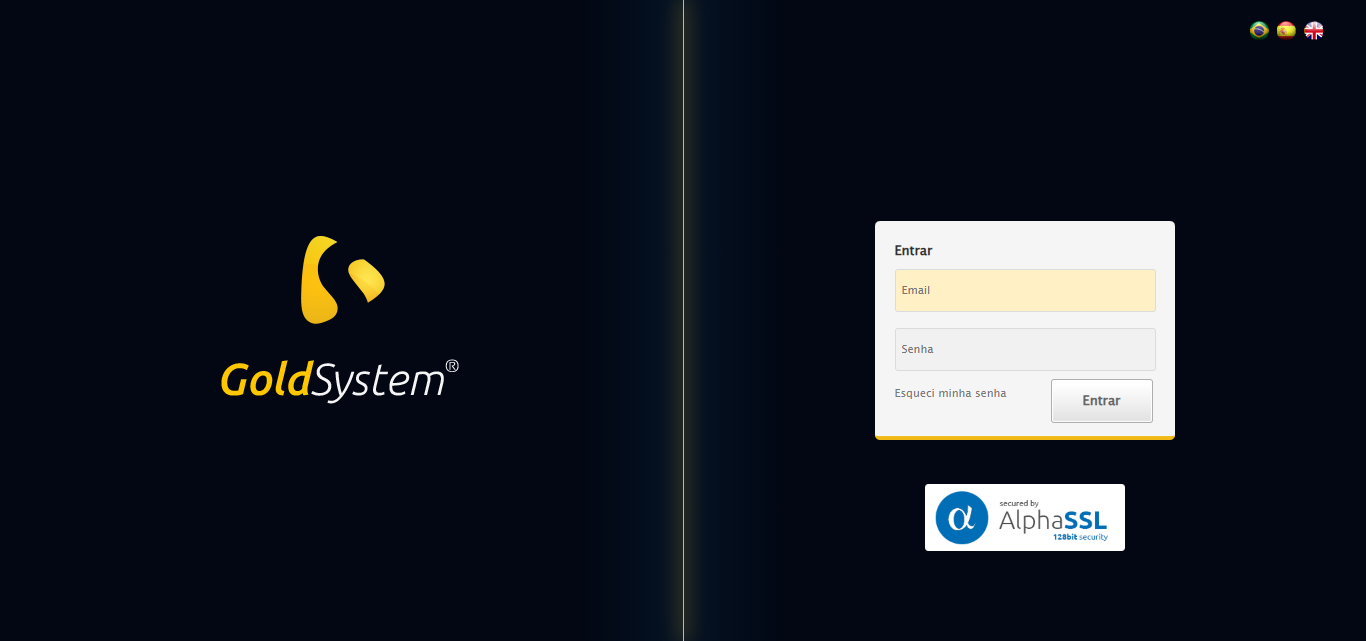 GoldSystem®
Entrar
Email
Senha
Esqueci minha senha
Entrar
α
secured by
AlphaSSL
128bit security